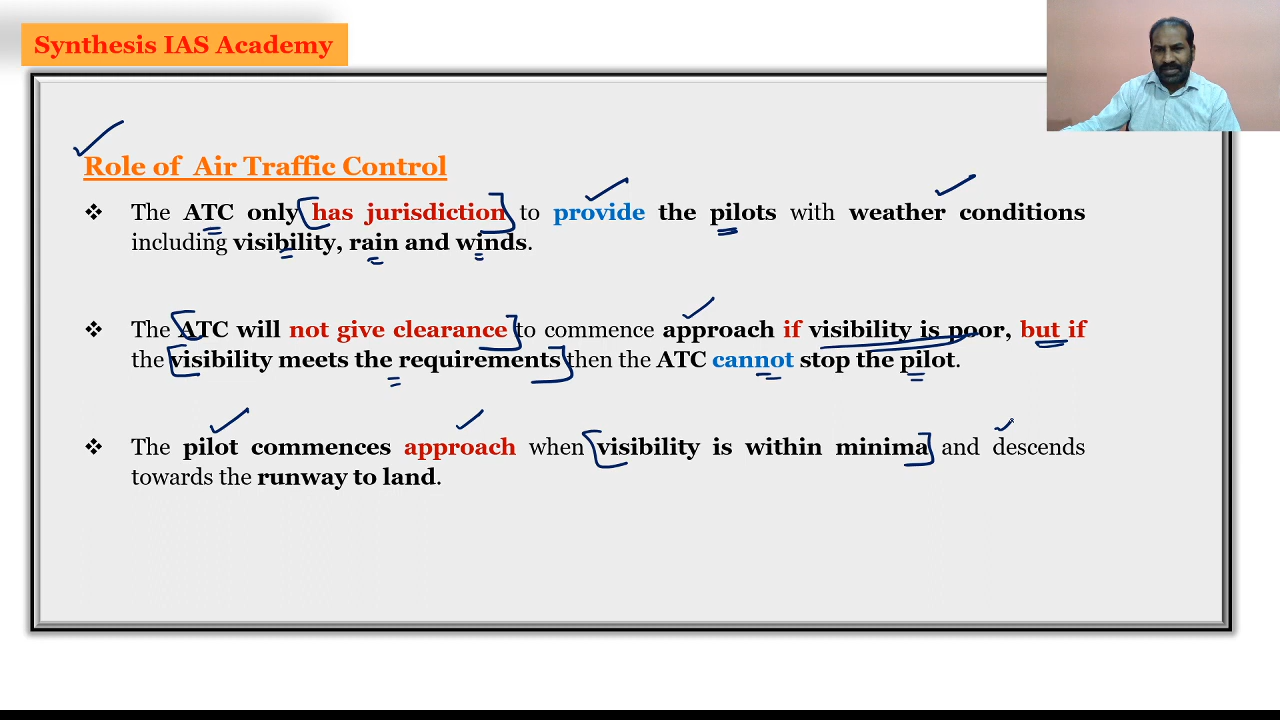 Synthesis IAS Academy
Role of Air Traffic Control
❖ The ATC only has jurisdiction to provide the pilots with weather conditions
including visibility, rain and winds.
❖ The ATC will not give clearance to commence approach if visibility is poor, but if
the visibility meets the requirements then the ATC cannot stop the pilot.
❖ The pilot commences approach when visibility is within minima and descends
towards the runway to land.